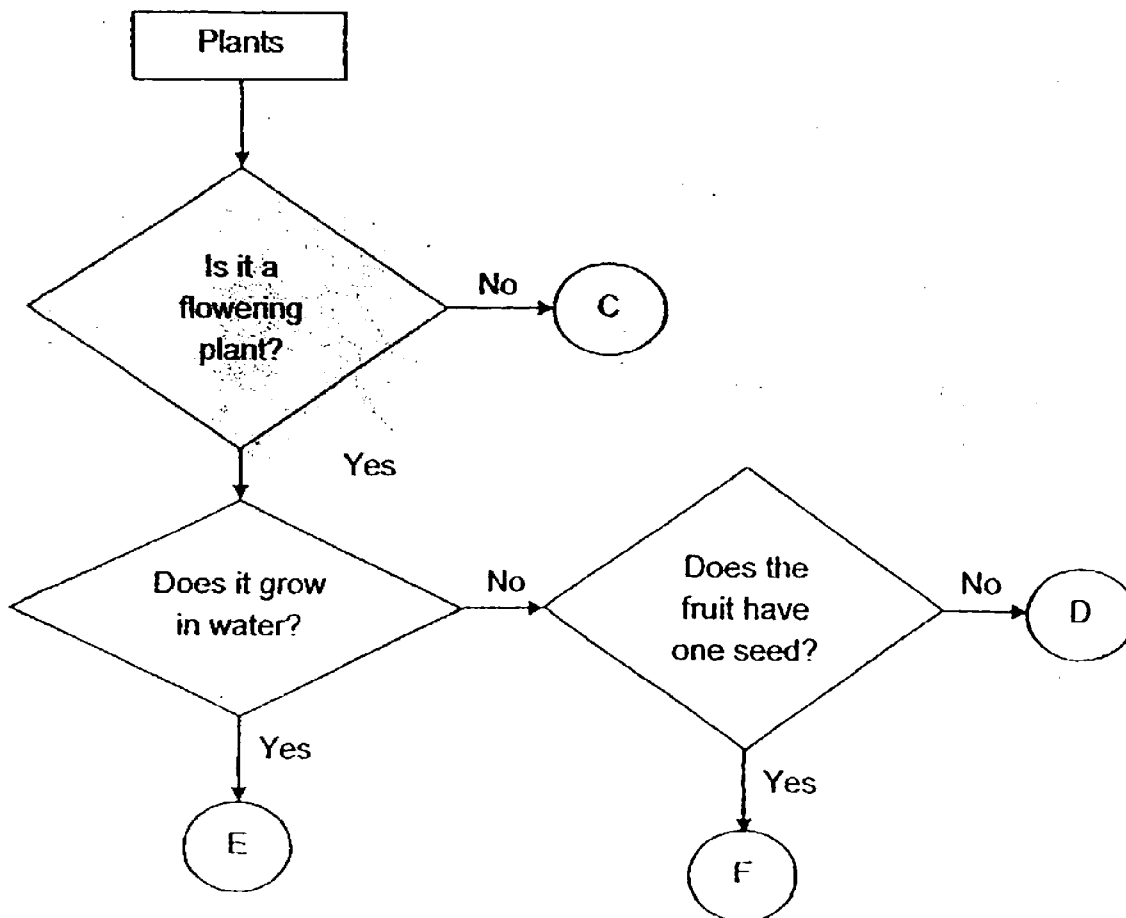 Plants
Is it a
flowering
plant?
No
C
Yes
Does it grow
in water?
No
Does the
fruit have
one seed?
No
D
Yes
E
Yes
F